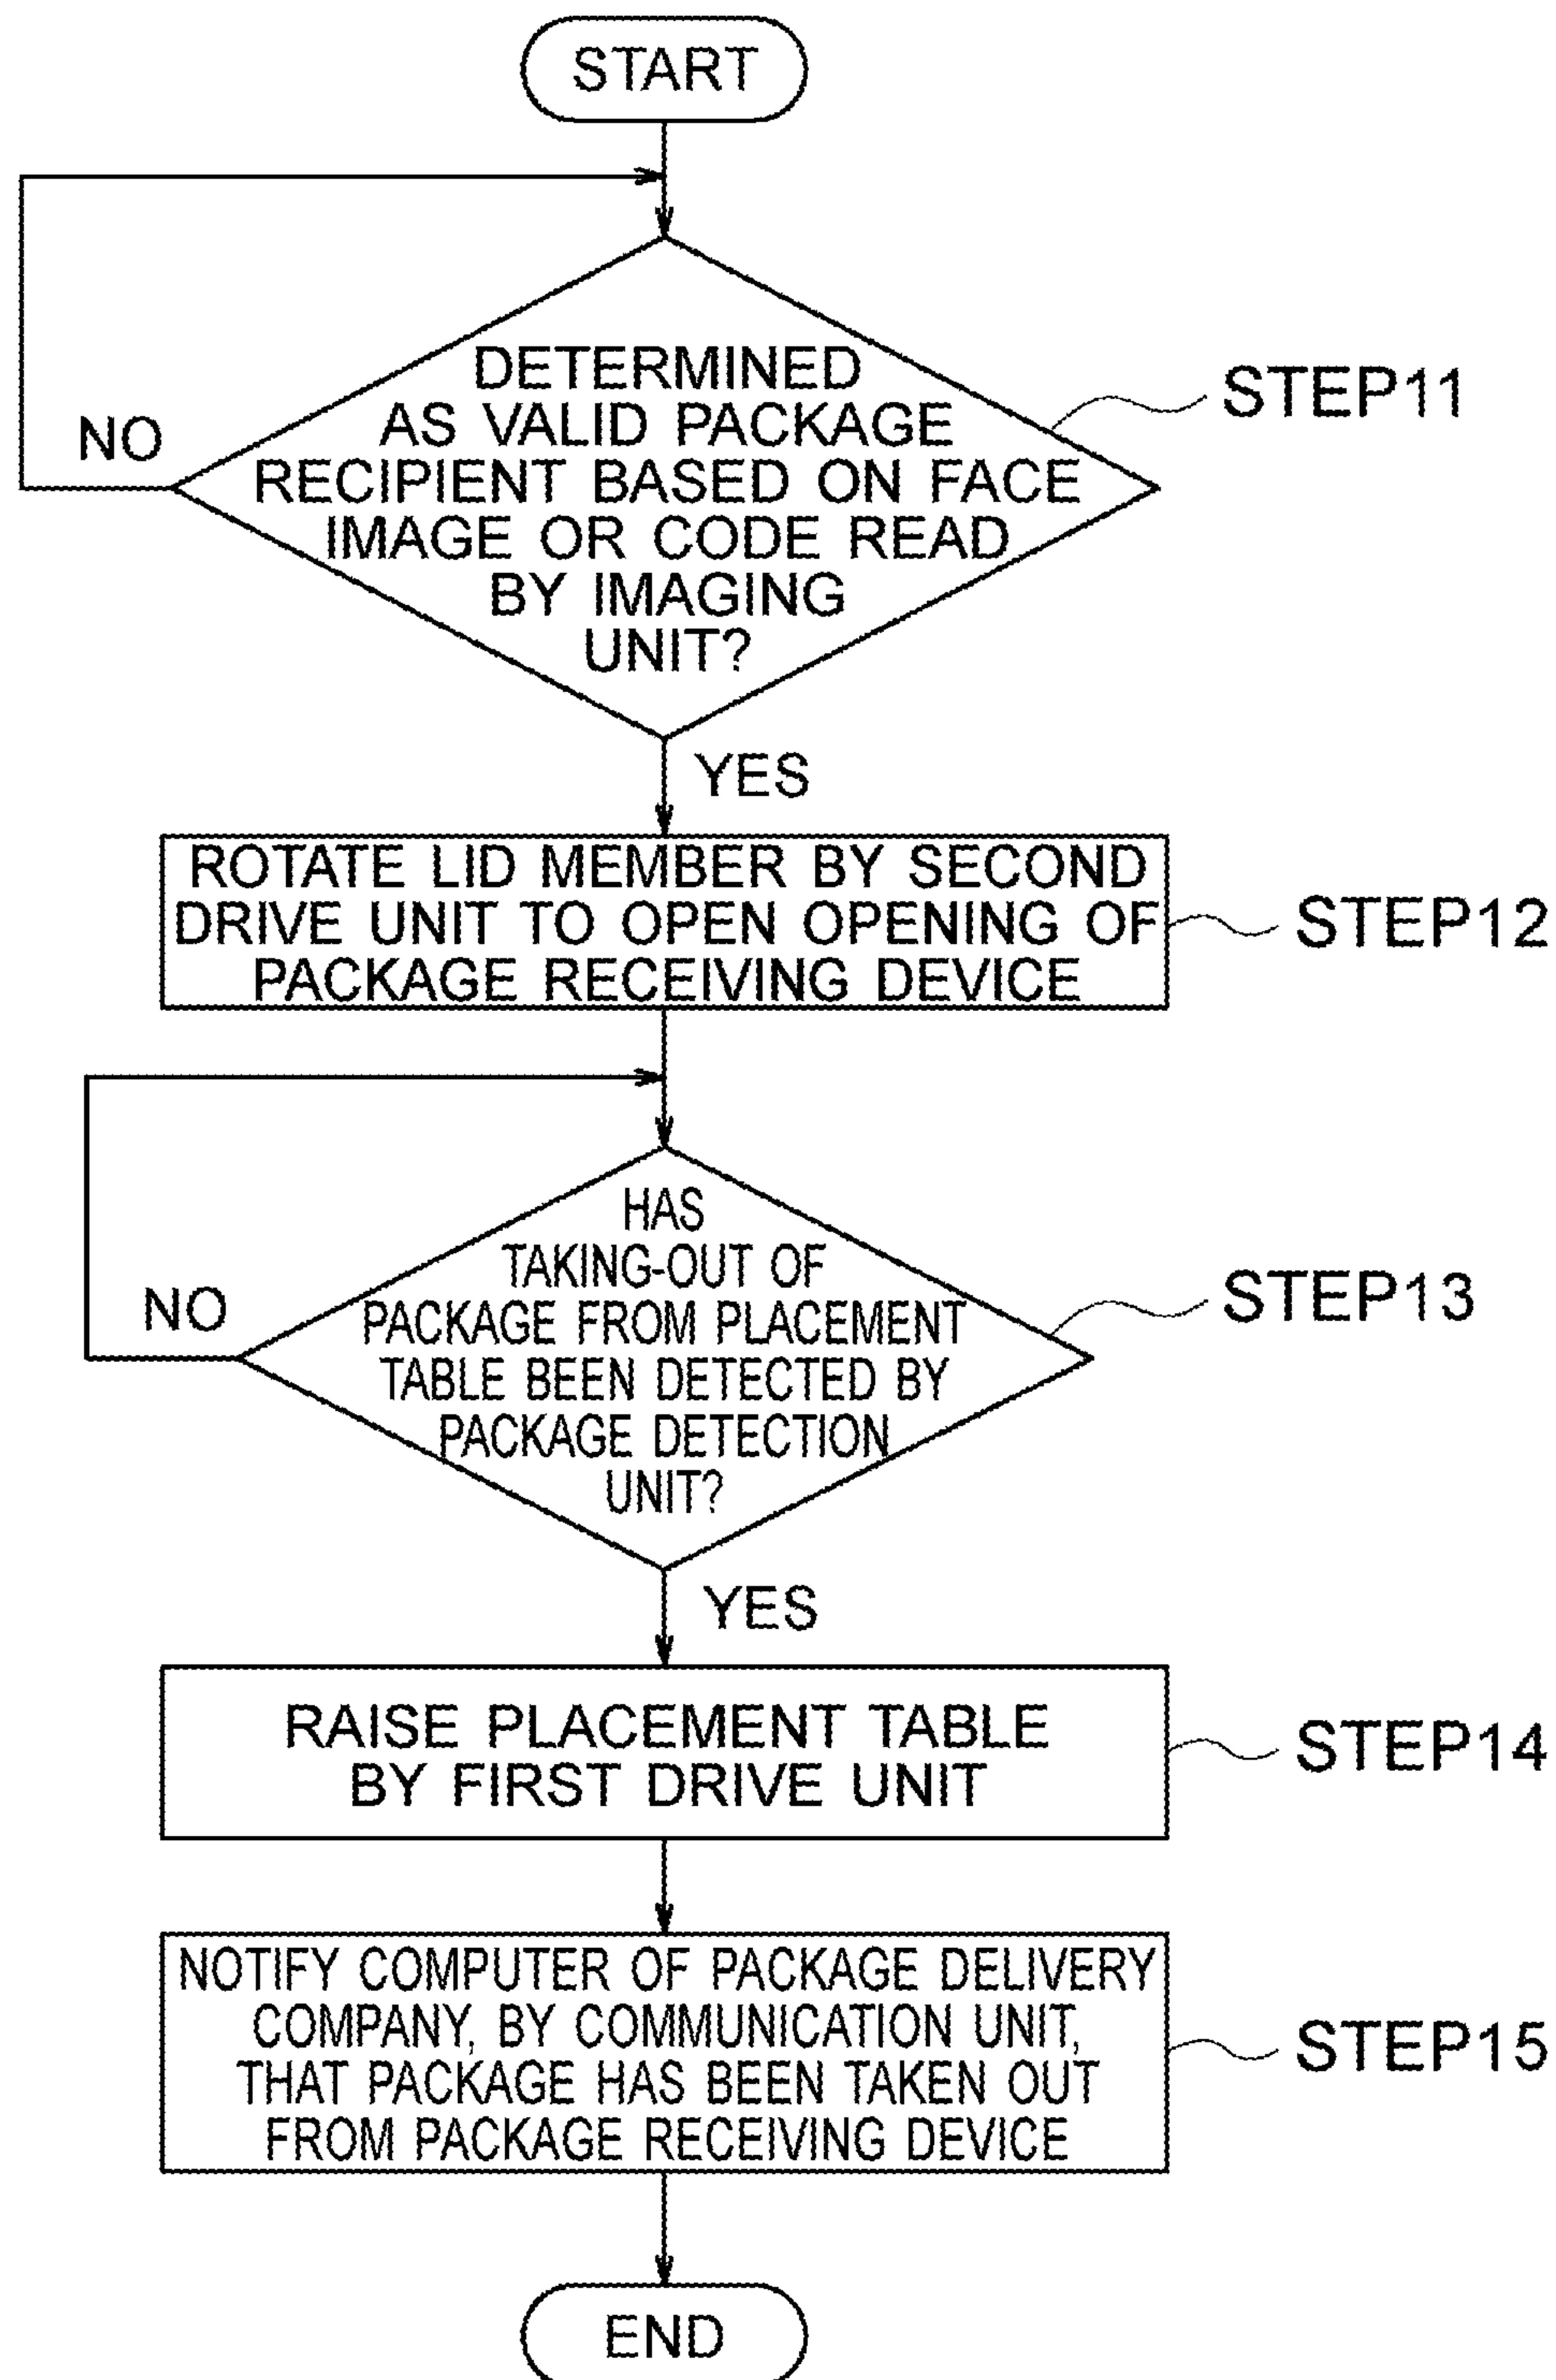 START
DETERMINED
AS VALID PACKAGE
RECIPIENT BASED ON FACE
IMAGE OR CODE READ
BY IMAGING
UNIT?
STEP11
NO
YES
ROTATE LID MEMBER BY SECOND
DRIVE UNIT TO OPEN OPENING OF
PACKAGE RECEIVING DEVICE
STEP12
HAS
TAKING-OUT OF
PACKAGE FROM PLACEMENT
TABLE BEEN DETECTED BY
PACKAGE DETECTION
UNIT?
STEP13
NO
YES
RAISE PLACEMENT TABLE
BY FIRST DRIVE UNIT
STEP14
NOTIFY COMPUTER OF PACKAGE DELIVERY
COMPANY, BY COMMUNICATION UNIT,
THAT PACKAGE HAS BEEN TAKEN OUT
FROM PACKAGE RECEIVING DEVICE
STEP15
END